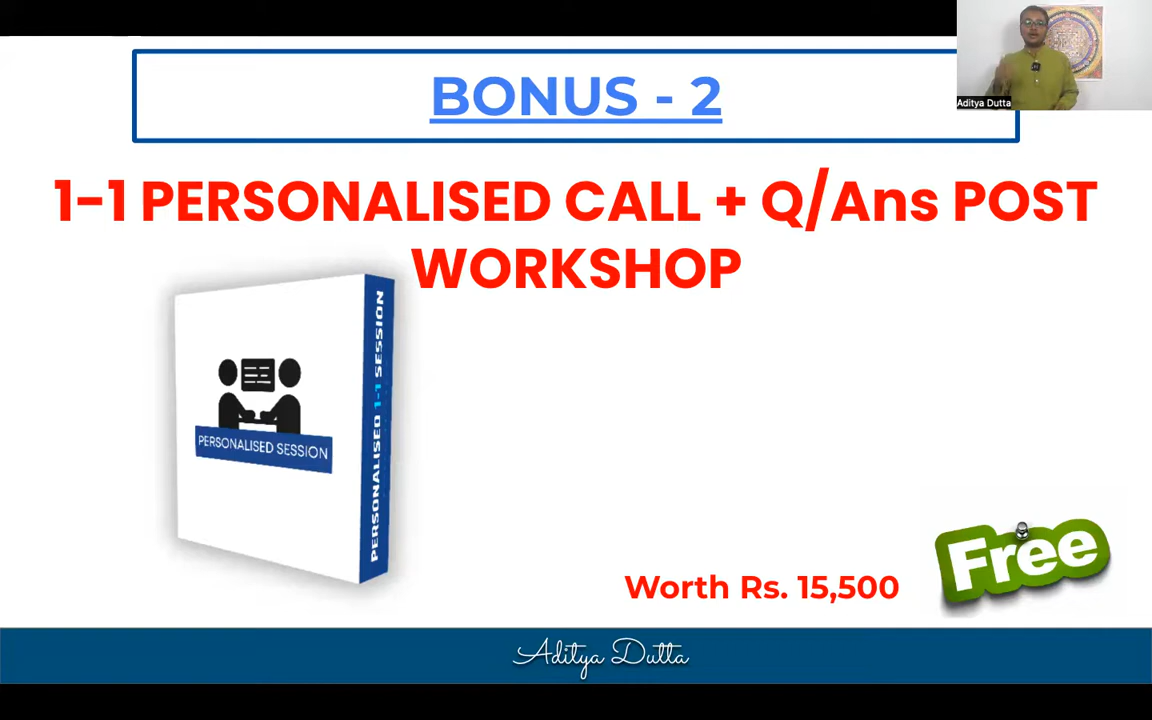 BONUS - 2
Aditya Dutta
1-1 PERSONALISED CALL + Q/Ans POST
WORKSHOP
PERSONALISED SESSION
PERSONALISED 1-1 SESSION
Worth Rs. 15,500
Free
Aditya Dutta